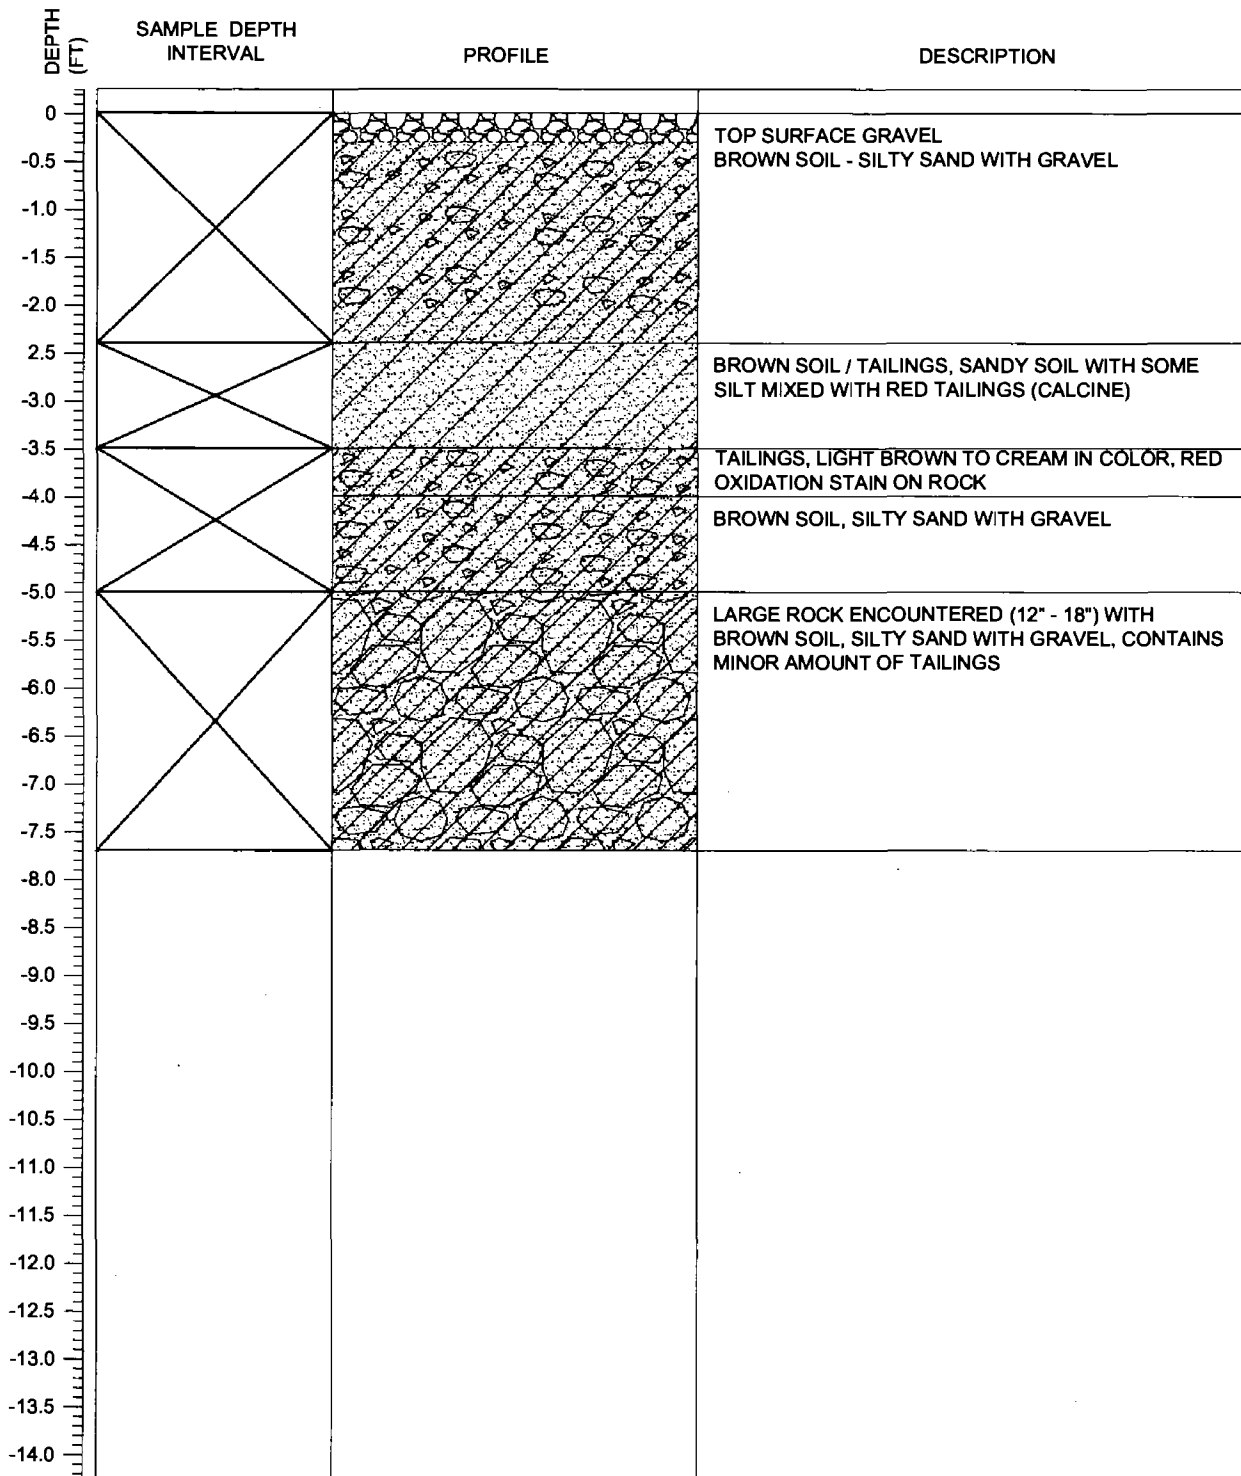 DEPTH
(FT)
SAMPLE DEPTH
INTERVAL
PROFILE
DESCRIPTION
0
-0.5
-1.0
-1.5
-2.0
2.5
-3.0
-3.5
-4.0
-4.5
-5.0
-5.5
-6.0
-6.5
-7.0
-7.5
-8.0
-8.5
-9.0
-9.5
-10.0
-10.5
-11.0
-11.5
-12.0
-12.5
-13.0
-13.5
-14.0
TOP SURFACE GRAVEL
BROWN SOIL - SILTY SAND WITH GRAVEL
BROWN SOIL / TAILINGS, SANDY SOIL WITH SOME
SILT MIXED WITH RED TAILINGS (CALCINE)
TAILINGS, LIGHT BROWN TO CREAM IN COLOR, RED
OXIDATION STAIN ON ROCK
BROWN SOIL, SILTY SAND WITH GRAVEL
LARGE ROCK ENCOUNTERED (12" - 18") WITH
BROWN SOIL, SILTY SAND WITH GRAVEL, CONTAINS
MINOR AMOUNT OF TAILINGS